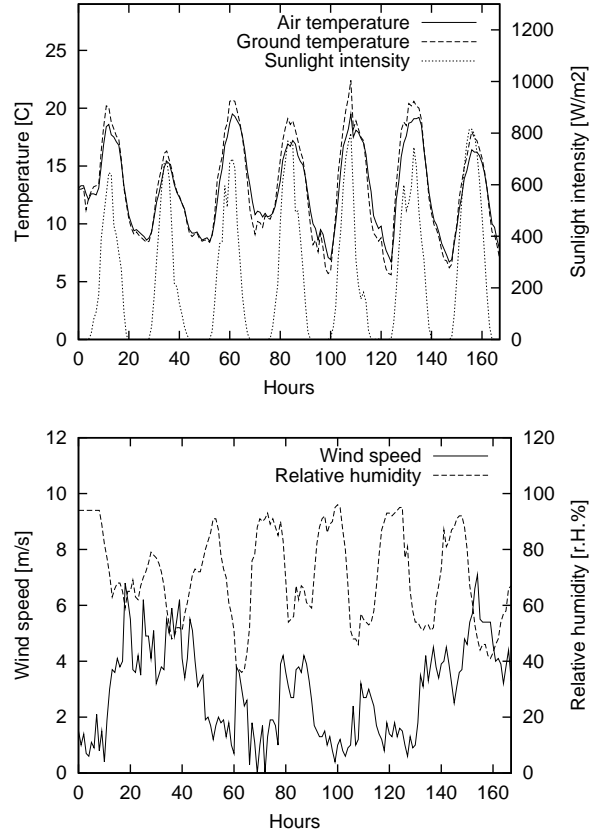 Air temperature
Ground temperature
Sunlight intensity
Temperature [C]
Sunlight intensity [W/m2]
25
20
15
10
5
0
1200
1000
800
600
400
200
0
0 20 40 60 80 100 120 140 160
Hours
Wind speed
Relative humidity
Wind speed [m/s]
Relative humidity [r.H.%]
12
10
8
6
4
2
0
120
100
80
60
40
20
0
0 20 40 60 80 100 120 140 160
Hours